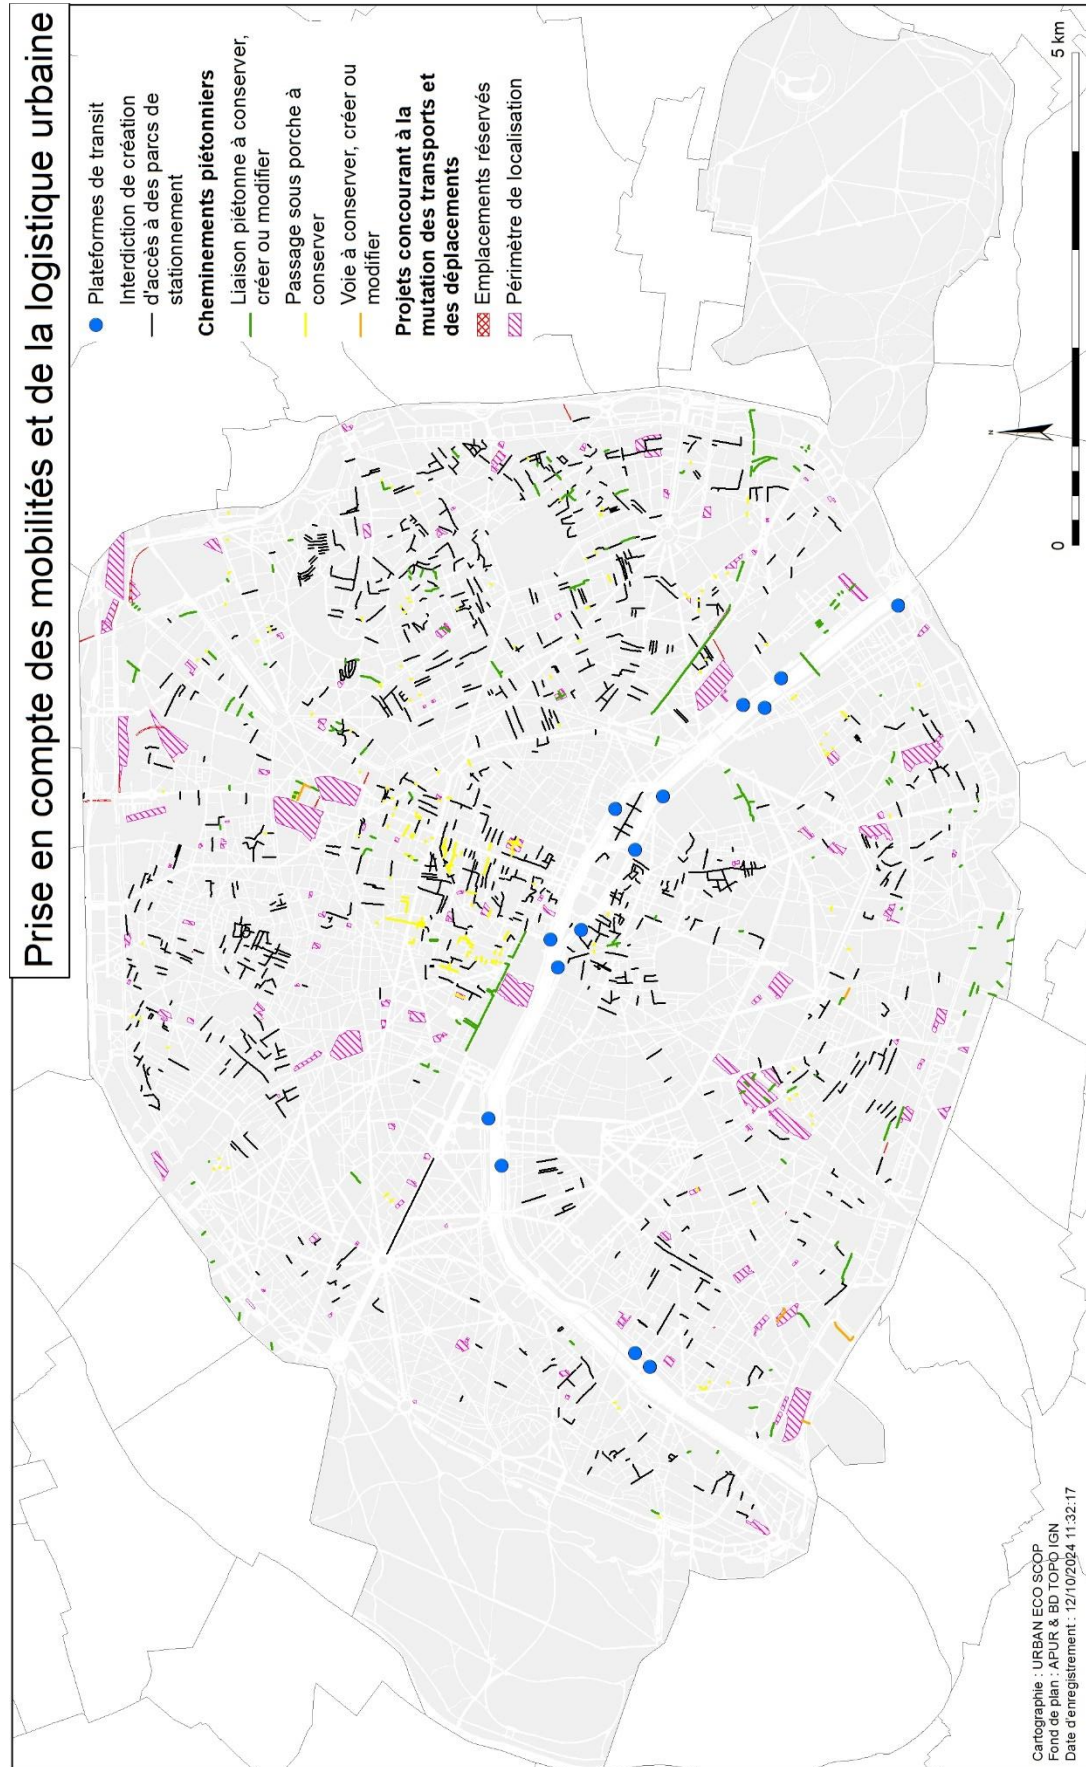 Prise en compte des mobilités et de la logistique urbaine
Plateformes de transit
Interdiction de création
d'accès à des parcs de
stationnement
Cheminements piétonniers
Liaison piétonne à conserver,
créer ou modifier
Passage sous porche à
conserver
Voie à conserver, créer ou
modifier
Projets concourant à la
mutation des transports et
des déplacements
Emplacements réservés
Périmètre de localisation
N
0
5 km
Cartographie : URBAN ECO SCOP
Fond de plan : APUR & BD TOPO IGN
Date d'enregistrement : 12/10/2024 11:32:17